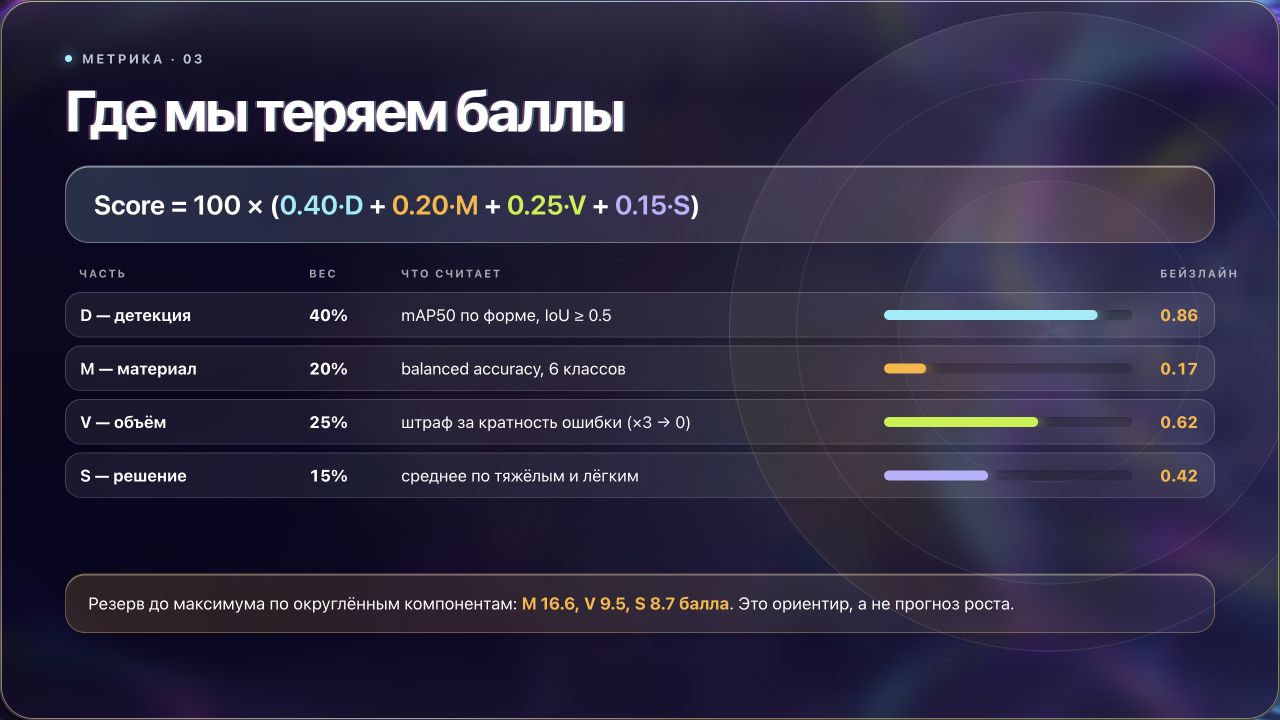 МЕТРИКА · 03
Где мы теряем баллы
Score = 100 × (0.40·D + 0.20·M + 0.25·V + 0.15·S)
ЧАСТЬ ВЕС ЧТО СЧИТАЕТ БЕЙЗЛАЙН
D — детекция 40% mAP50 по форме, IoU ≥ 0.5 0.86
M — материал 20% balanced accuracy, 6 классов 0.17
V — объём 25% штраф за кратность ошибки (×3 → 0) 0.62
S — решение 15% среднее по тяжёлым и лёгким 0.42
Резерв до максимума по округлённым компонентам: M 16.6, V 9.5, S 8.7 балла. Это ориентир, а не прогноз роста.